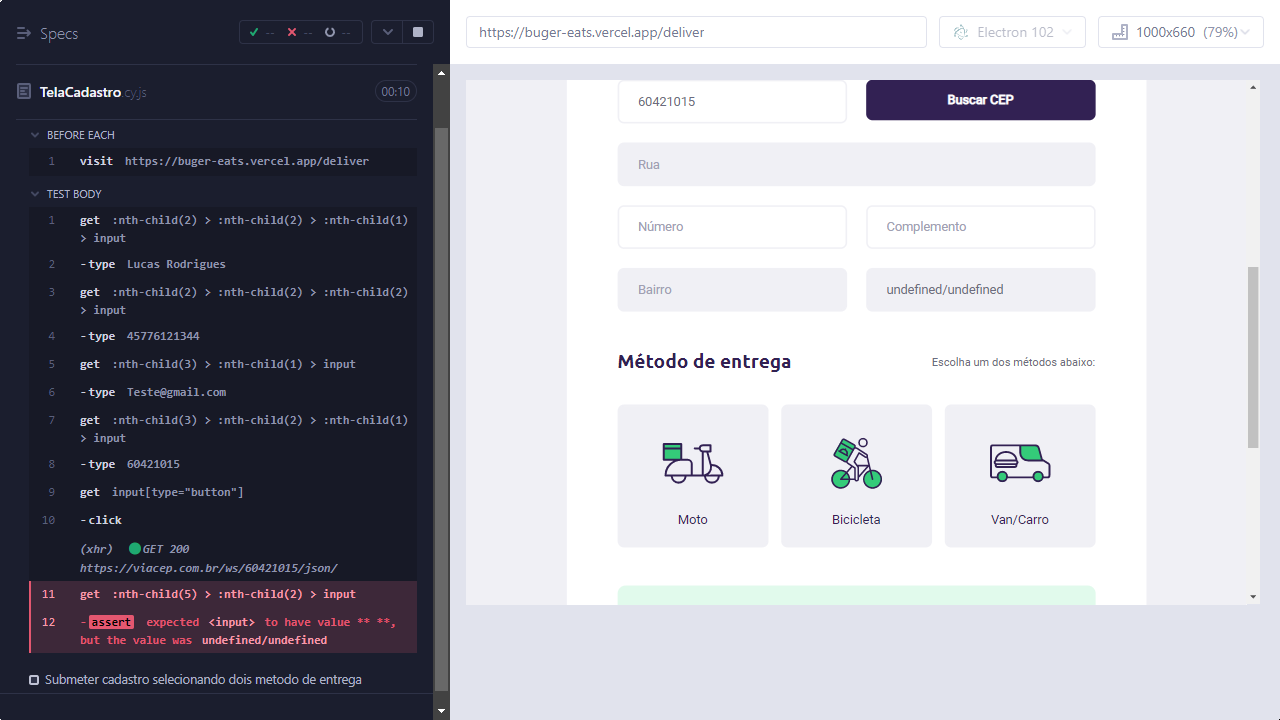 Specs
-- -- --
TelaCadastro.cy.js 00:10
BEFORE EACH
1 visit https://buger-eats.vercel.app/deliver
TEST BODY
1 get :nth-child(2) > :nth-child(2) > :nth-child(1)
> input
2 -type Lucas Rodrigues
3 get :nth-child(2) > :nth-child(2) > :nth-child(2)
> input
4 -type 45776121344
5 get :nth-child(3) > :nth-child(1) > input
6 -type Teste@gmail.com
7 get :nth-child(3) > :nth-child(2) > :nth-child(1)
> input
8 -type 60421015
9 get input[type="button"]
10 -click
(xhr) GET 200
https://viacep.com.br/ws/60421015/json/
11 get :nth-child(5) > :nth-child(2) > input
12 -assert expected <input> to have value ** **,
but the value was undefined/undefined
Submeter cadastro selecionando dois metodo de entrega
https://buger-eats.vercel.app/deliver
Electron 102
1000x660 (79%)
60421015
Buscar CEP
Rua
Número
Complemento
Bairro
undefined/undefined
Método de entrega
Escolha um dos métodos abaixo:
Moto
Bicicleta
Van/Carro